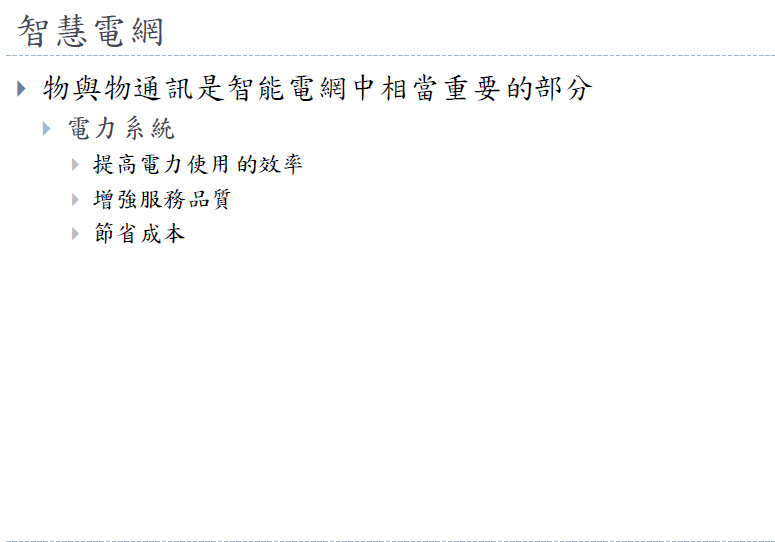 智慧電網
物與物通訊是智能電網中相當重要的部分
電力系統
提高電力使用的效率
增強服務品質
節省成本